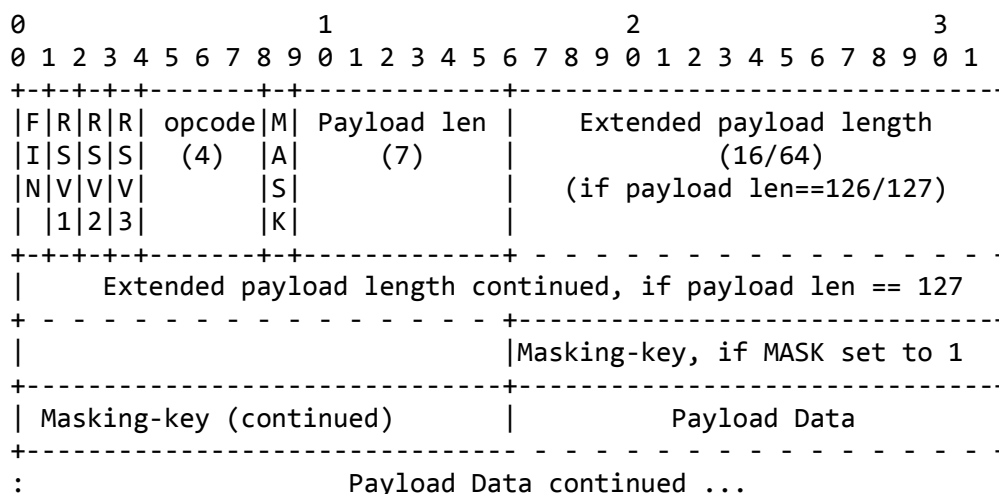 0                   1                   2                   3
0 1 2 3 4 5 6 7 8 9 0 1 2 3 4 5 6 7 8 9 0 1 2 3 4 5 6 7 8 9 0 1
+-+-+-+-+-------+-+-------------+-------------------------------
|F|R|R|R| opcode|M| Payload len |    Extended payload length
|I|S|S|S|  (4)  |A|     (7)     |             (16/64)
|N|V|V|V|       |S|             |   (if payload len==126/127)
| |1|2|3|       |K|             |
+-+-+-+-+-------+-+-------------+ - - - - - - - - - - - - - - - -
|     Extended payload length continued, if payload len == 127
+ - - - - - - - - - - - - - - - +-------------------------------
|                               |Masking-key, if MASK set to 1
+-------------------------------+-------------------------------
| Masking-key (continued)       |          Payload Data
+-------------------------------- - - - - - - - - - - - - - - - -
:                     Payload Data continued ...